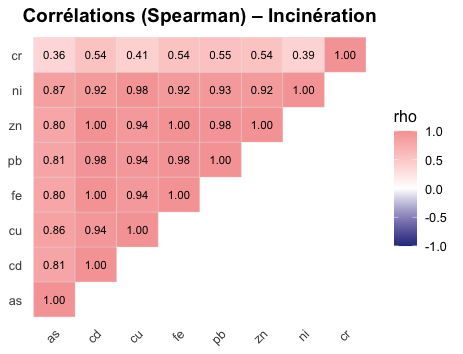 Corrélations (Spearman) – Incinération
cr 0.36 0.54 0.41 0.54 0.55 0.54 0.39 1.00
ni 0.87 0.92 0.98 0.92 0.93 0.92 1.00
zn 0.80 1.00 0.94 1.00 0.98 1.00
pb 0.81 0.98 0.94 0.98 1.00
fe 0.80 1.00 0.94 1.00
cu 0.86 0.94 1.00
cd 0.81 1.00
as 1.00
as cd cu fe pb zn ni cr
rho
1.0
0.5
0.0
-0.5
-1.0